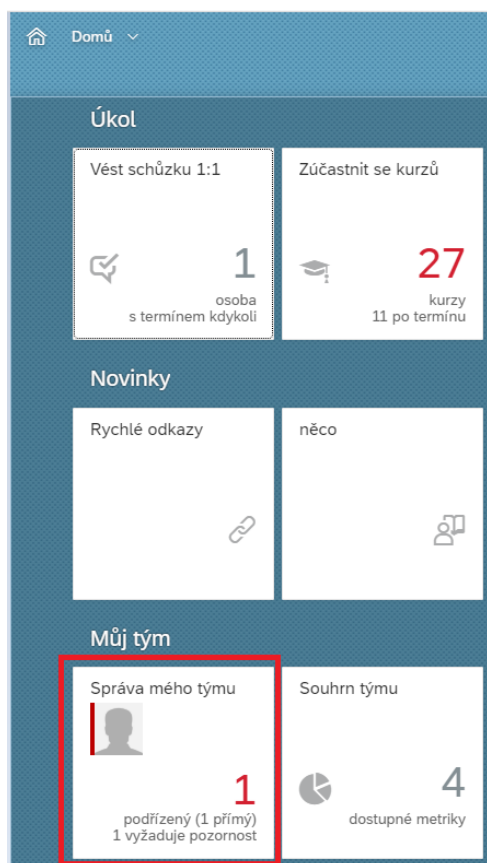 Domů
Úkol
Vést schůzku 1:1
1
osoba
s termínem kdykoli
Zúčastnit se kurzů
27
kurzy
11 po termínu
Novinky
Rychlé odkazy
něco
Můj tým
Správa mého týmu
1
podřízený (1 přímý)
1 vyžaduje pozornost
Souhrn týmu
4
dostupné metriky